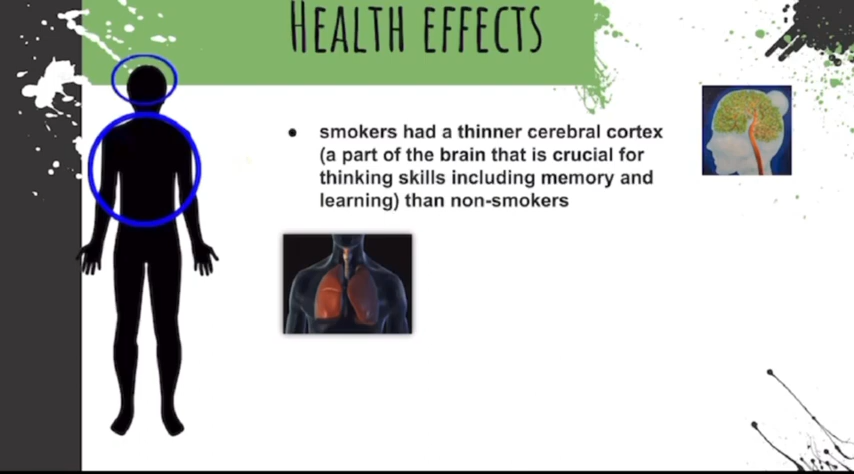 HEALTH EFFECTS
● smokers had a thinner cerebral cortex
(a part of the brain that is crucial for
thinking skills including memory and
learning) than non-smokers